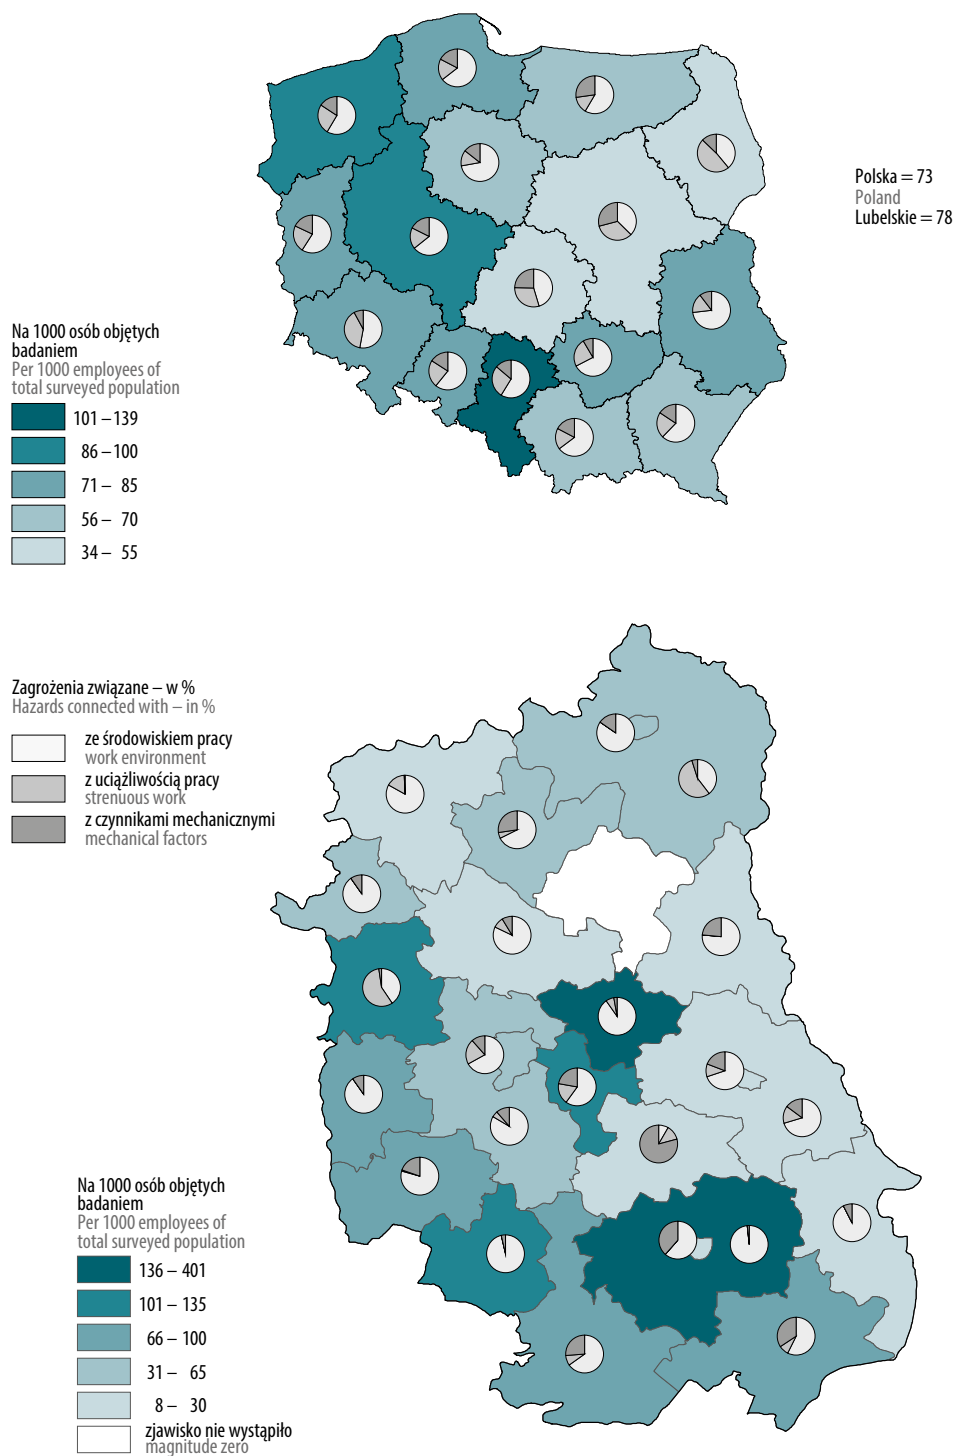 Polska = 73
Poland
Lubelskie = 78
Na 1000 osób objętych
badaniem
Per 1000 employees of
total surveyed population
101 – 139
86 – 100
71 – 85
56 – 70
34 – 55
Zagrożenia związane – w %
Hazards connected with – in %
ze środowiskiem pracy
work environment
z uciążliwością pracy
strenuous work
z czynnikami mechanicznymi
mechanical factors
Na 1000 osób objętych
badaniem
Per 1000 employees of
total surveyed population
136 – 401
101 – 135
66 – 100
31 – 65
8 – 30
zjawisko nie wystąpiło
magnitude zero